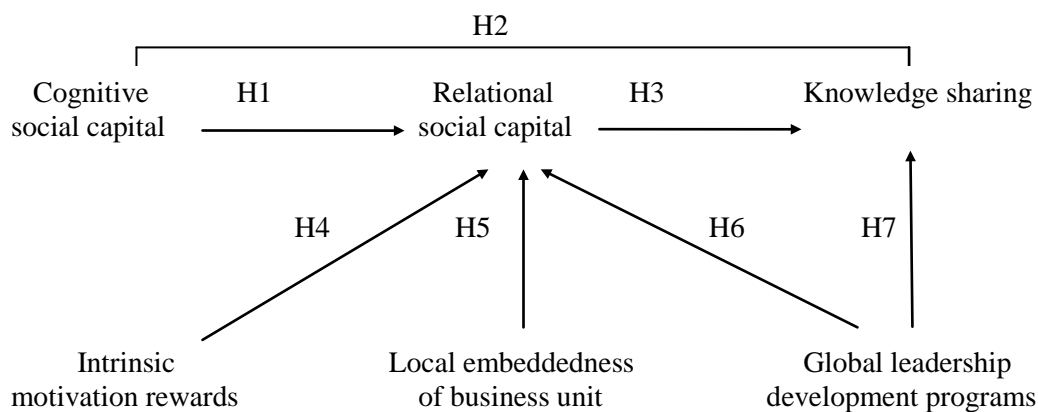 H2
Cognitive
social capital
H1
Relational
social capital
H3
Knowledge sharing
H4
H5
H6
H7
Intrinsic
motivation rewards
Local embeddedness
of business unit
Global leadership
development programs